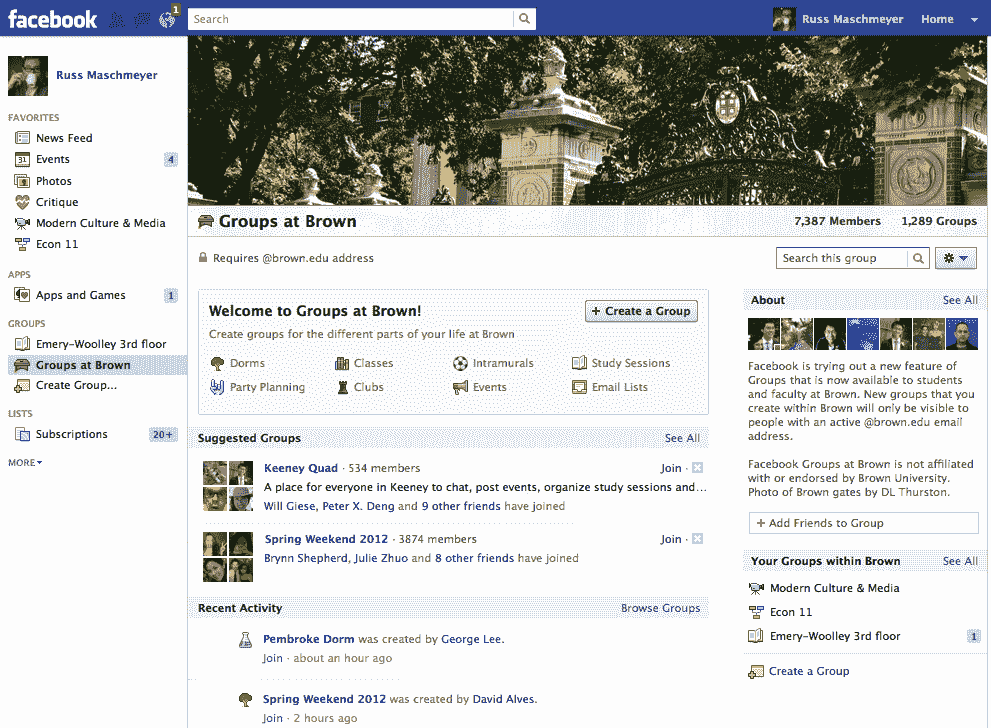 facebook
1
Search
Russ Maschmeyer
Home
Russ Maschmeyer
FAVORITES
News Feed
31 Events 4
Photos
Critique
Modern Culture & Media
Econ 11
APPS
Apps and Games 1
GROUPS
Emery-Woolley 3rd floor
Groups at Brown
Create Group...
LISTS
Subscriptions 20+
MORE
Groups at Brown
7,387 Members 1,289 Groups
Requires @brown.edu address
Search this group
Welcome to Groups at Brown!
+ Create a Group
Create groups for the different parts of your life at Brown
Dorms Classes Intramurals Study Sessions
Party Planning Clubs Events Email Lists
Suggested Groups See All
Keeney Quad · 534 members Join ·
A place for everyone in Keeney to chat, post events, organize study sessions and...
Will Giese, Peter X. Deng and 9 other friends have joined
Spring Weekend 2012 · 3874 members Join ·
Brynn Shepherd, Julie Zhuo and 8 other friends have joined
Recent Activity Browse Groups
Pembroke Dorm was created by George Lee.
Join · about an hour ago
Spring Weekend 2012 was created by David Alves.
Join · 2 hours ago
About See All
Facebook is trying out a new feature of
Groups that is now available to students
and faculty at Brown. New groups that you
create within Brown will only be visible to
people with an active @brown.edu email
address.
Facebook Groups at Brown is not affiliated
with or endorsed by Brown University.
Photo of Brown gates by DL Thurston.
+ Add Friends to Group
Your Groups within Brown See All
Modern Culture & Media
Econ 11
Emery-Woolley 3rd floor 1
Create a Group